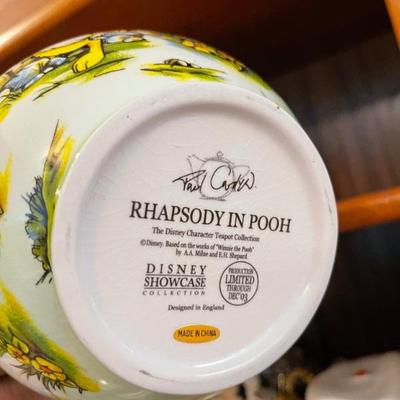 Paul Cardew
RHAPSODY IN POOH
The Disney Character Teapot Collection
© Disney. Based on the works of "Winnie the Pooh"
by A.A. Milne and E.H. Shepard
DISNEY
SHOWCASE
COLLECTION
PRODUCTION
LIMITED
THROUGH
DEC '03
Designed in England
MADE IN CHINA